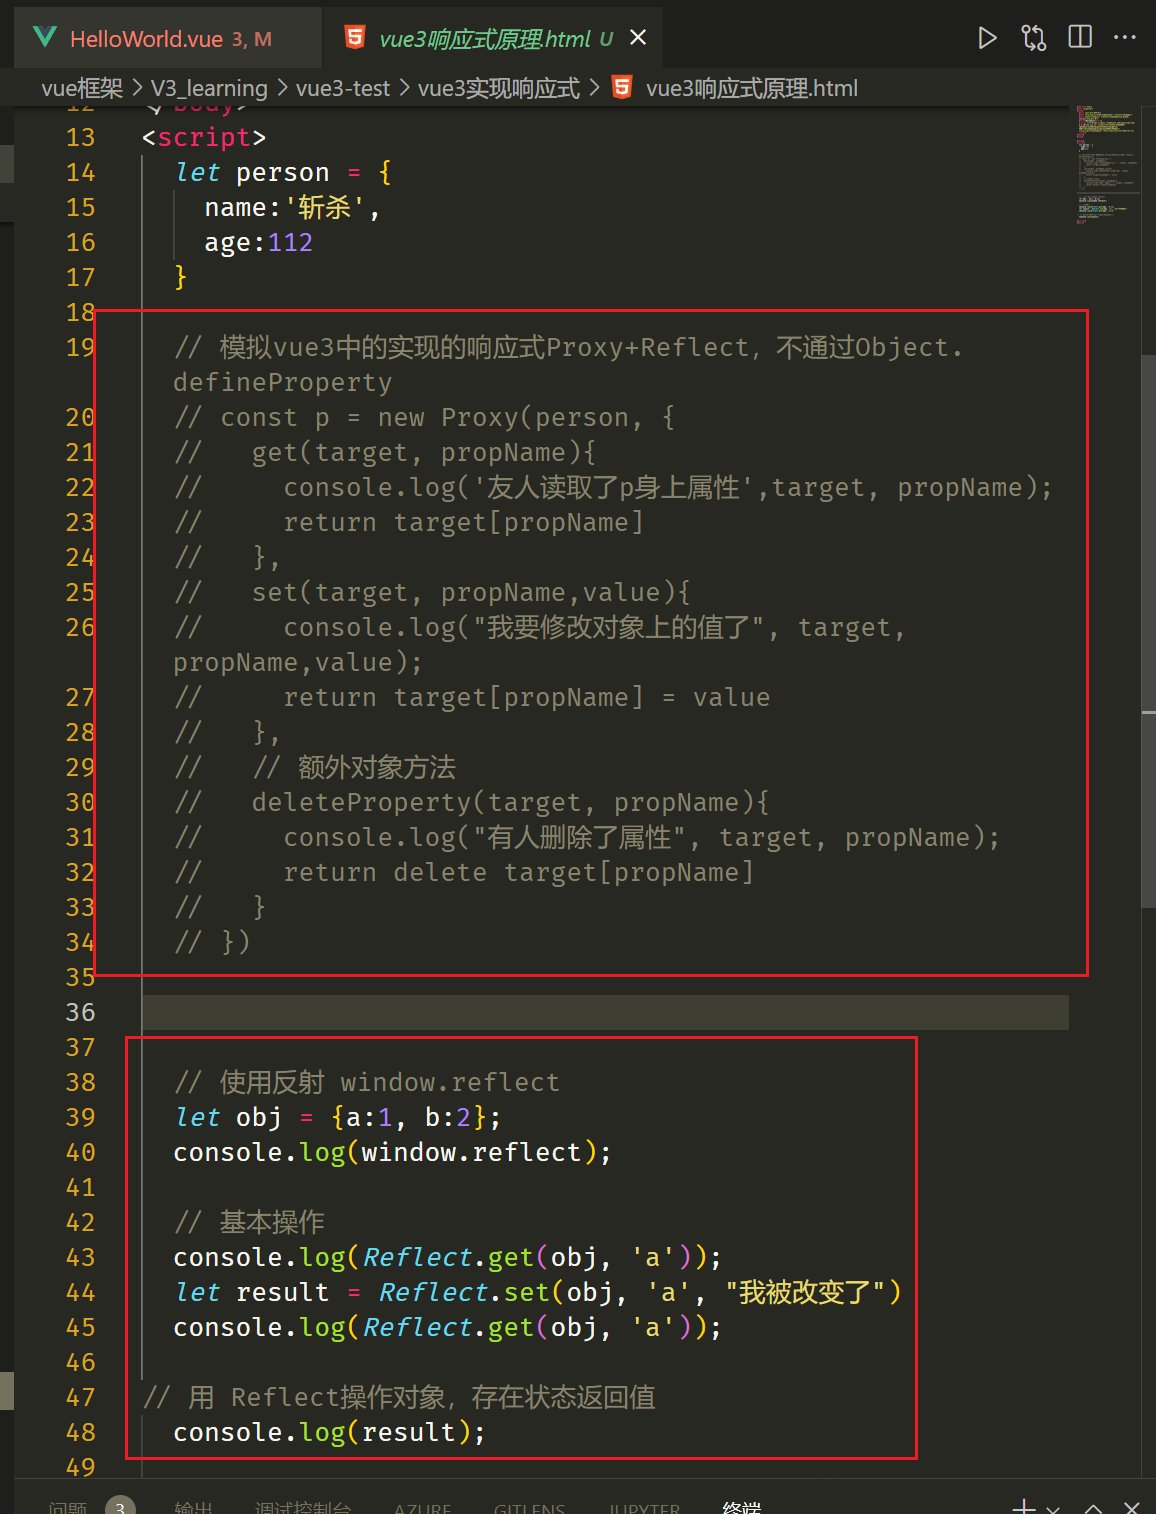 HelloWorld.vue 3, M
vue3响应式原理.html U
vue框架 > V3_learning > vue3-test > vue3实现响应式 > vue3响应式原理.html
13 <script>
14 let person = {
15 name:'斩杀',
16 age:112
17 }
18
19 // 模拟vue3中的实现的响应式Proxy+Reflect，不通过Object.
defineProperty
20 // const p = new Proxy(person, {
21 // get(target, propName){
22 // console.log('友人读取了p身上属性',target, propName);
23 // return target[propName]
24 // },
25 // set(target, propName,value){
26 // console.log("我要修改对象上的值了", target,
propName,value);
27 // return target[propName] = value
28 // },
29 // // 额外对象方法
30 // deleteProperty(target, propName){
31 // console.log("有人删除了属性", target, propName);
32 // return delete target[propName]
33 // }
34 // })
35
36
37
38 // 使用反射 window.reflect
39 let obj = {a:1, b:2};
40 console.log(window.reflect);
41
42 // 基本操作
43 console.log(Reflect.get(obj, 'a'));
44 let result = Reflect.set(obj, 'a', "我被改变了")
45 console.log(Reflect.get(obj, 'a'));
46
47 // 用 Reflect操作对象，存在状态返回值
48 console.log(result);
49
问题 3 输出 调试控制台 AZURE GITLENS JUPYTER 终端